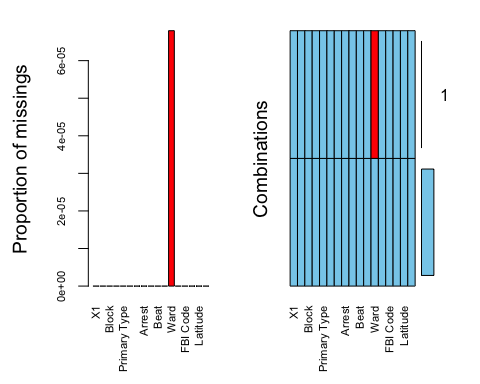 Proportion of missings
6e-05
4e-05
2e-05
0e+00
X1
Block
Primary Type
Arrest
Beat
Ward
FBI Code
Latitude
Combinations
1
X1
Block
Primary Type
Arrest
Beat
Ward
FBI Code
Latitude